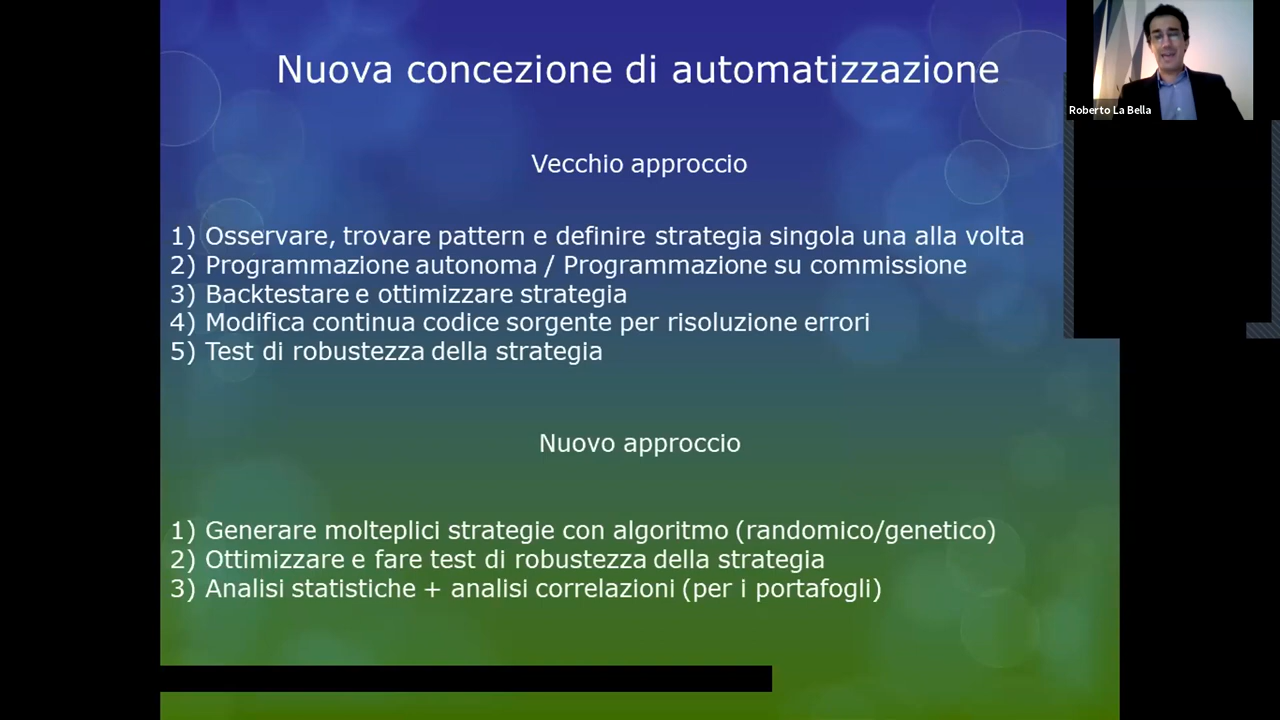 Nuova concezione di automatizzazione
Roberto La Bella
Vecchio approccio
1) Osservare, trovare pattern e definire strategia singola una alla volta
2) Programmazione autonoma / Programmazione su commissione
3) Backtestare e ottimizzare strategia
4) Modifica continua codice sorgente per risoluzione errori
5) Test di robustezza della strategia
Nuovo approccio
1) Generare molteplici strategie con algoritmo (randomico/genetico)
2) Ottimizzare e fare test di robustezza della strategia
3) Analisi statistiche + analisi correlazioni (per i portafogli)